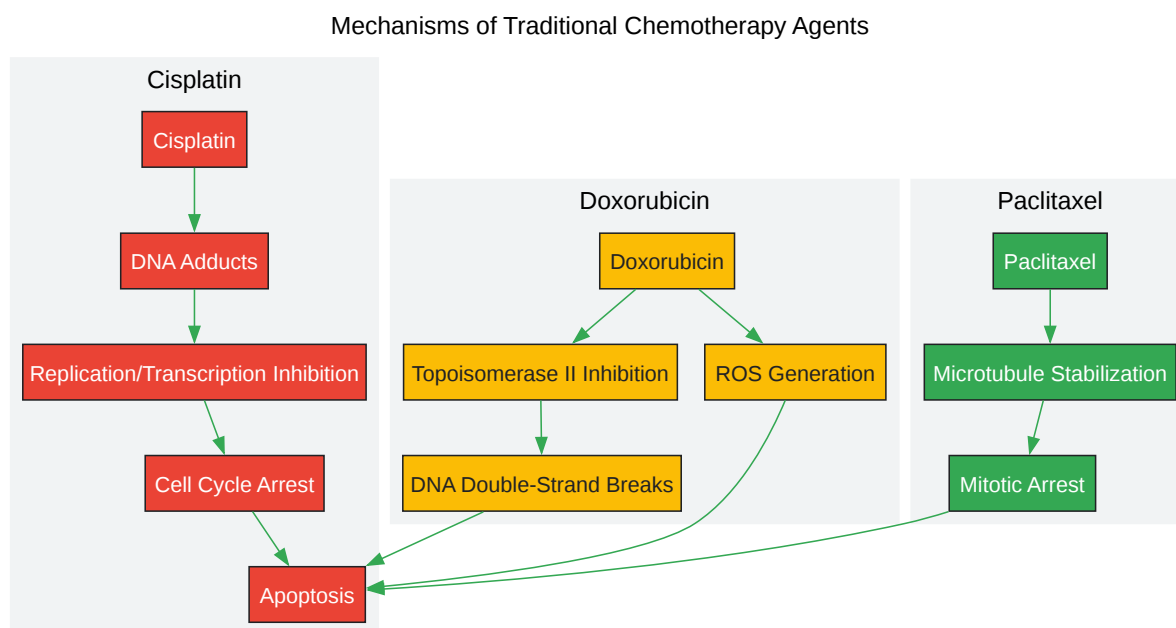 Mechanisms of Traditional Chemotherapy Agents
Cisplatin
Cisplatin
DNA Adducts
Replication/Transcription Inhibition
Cell Cycle Arrest
Apoptosis
Doxorubicin
Doxorubicin
Topoisomerase II Inhibition
ROS Generation
DNA Double-Strand Breaks
Paclitaxel
Paclitaxel
Microtubule Stabilization
Mitotic Arrest